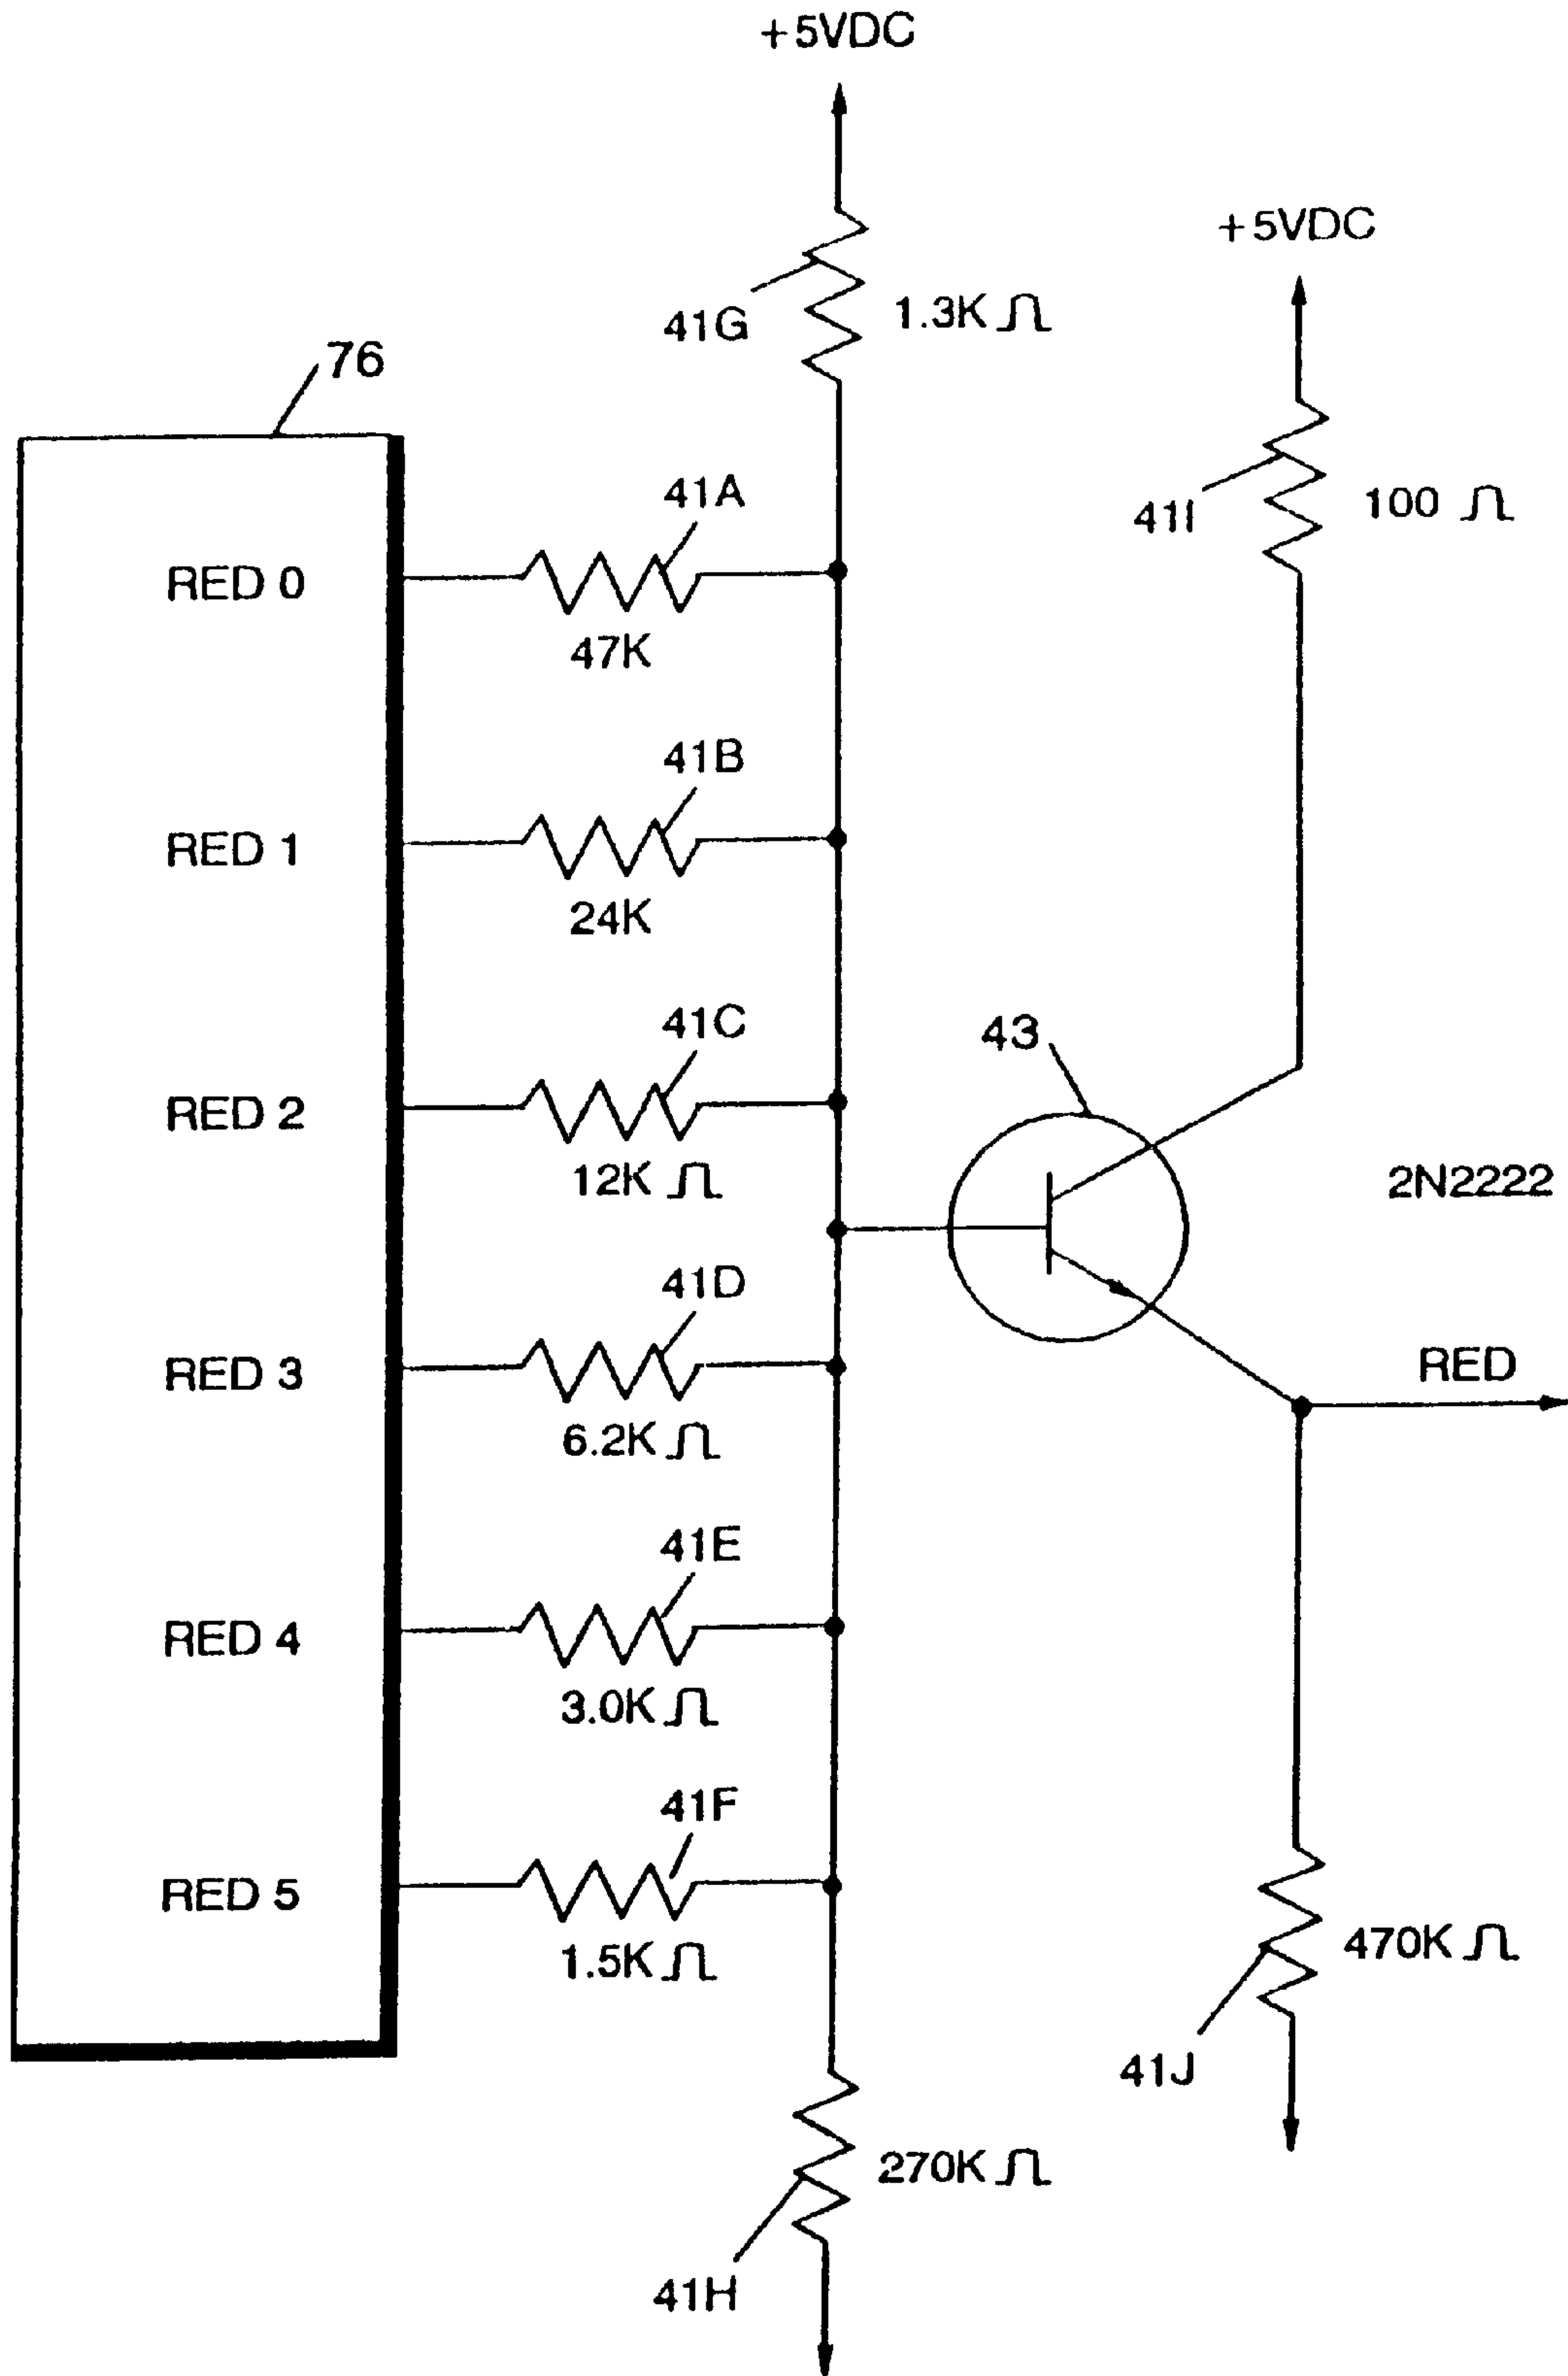 +5VDC
+5VDC
41G
1.3K Ω
76
41I
100 Ω
RED 0
41A
47K
RED 1
41B
24K
RED 2
41C
12K Ω
43
2N2222
RED 3
41D
6.2K Ω
RED
RED 4
41E
3.0K Ω
RED 5
41F
1.5K Ω
470K Ω
41J
270K Ω
41H